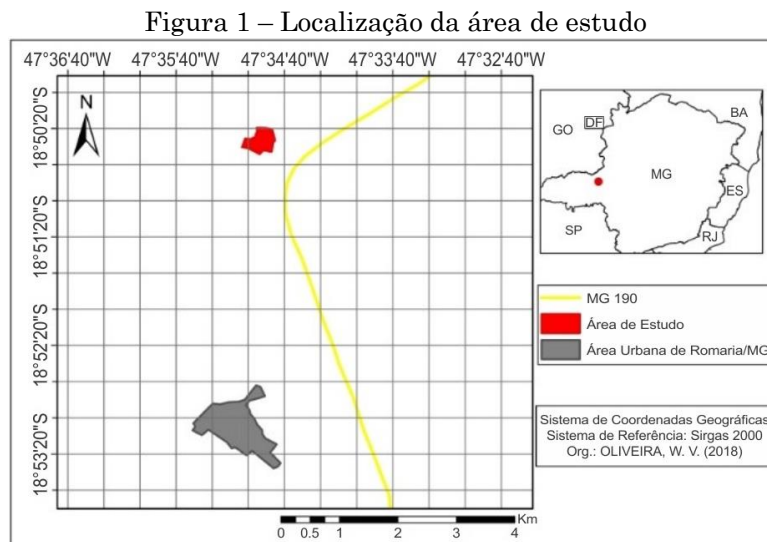 Figura 1 – Localização da área de estudo
47°36'40"W 47°35'40"W 47°34'40"W 47°33'40"W 47°32'40"W
N
18°50'20"S
18°51'20"S
18°52'20"S
18°53'20"S
GO
DF
BA
MG
ES
SP
RJ
MG 190
Área de Estudo
Área Urbana de Romaria/MG
Sistema de Coordenadas Geográficas
Sistema de Referência: Sirgas 2000
Org.: OLIVEIRA, W. V. (2018)
Km
0 0.5 1 2 3 4